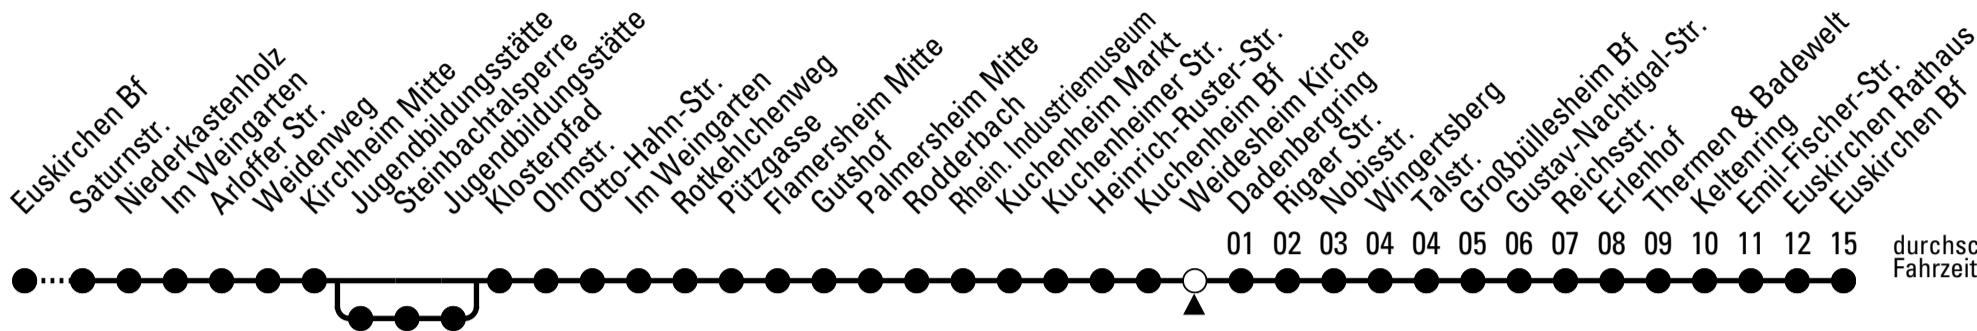 Euskirchen Bf
Saturnstr.
Niederkastenholz
Im Weingarten
Arloffer Str.
Weidenweg
Kirchheim Mitte
Jugendbildungsstätte
Steinbachtalsperre
Jugendbildungsstätte
Klosterpfad
Ohmstr.
Otto-Hahn-Str.
Im Weingarten
Rotkehlchenweg
Pützgasse
Flamersheim Mitte
Gutshof
Palmersheim Mitte
Rodderbach
Rhein. Industriemuseum
Kuchenheim Markt
Kuchenheimer Str.
Heinrich-Ruster-Str.
Kuchenheim Bf
Weidesheim Kirche
Dadenbergring
Rigaer Str.
Nobisstr.
Wingertsberg
Talstr.
Großbüllesheim Bf
Gustav-Nachtigal-Str.
Reichsstr.
Erlenhof
Thermen & Badewelt
Keltenring
Emil-Fischer-Str.
Euskirchen Rathaus
Euskirchen Bf
01 02 03 04 04 05 06 07 08 09 10 11 12 15
Fahrzeit